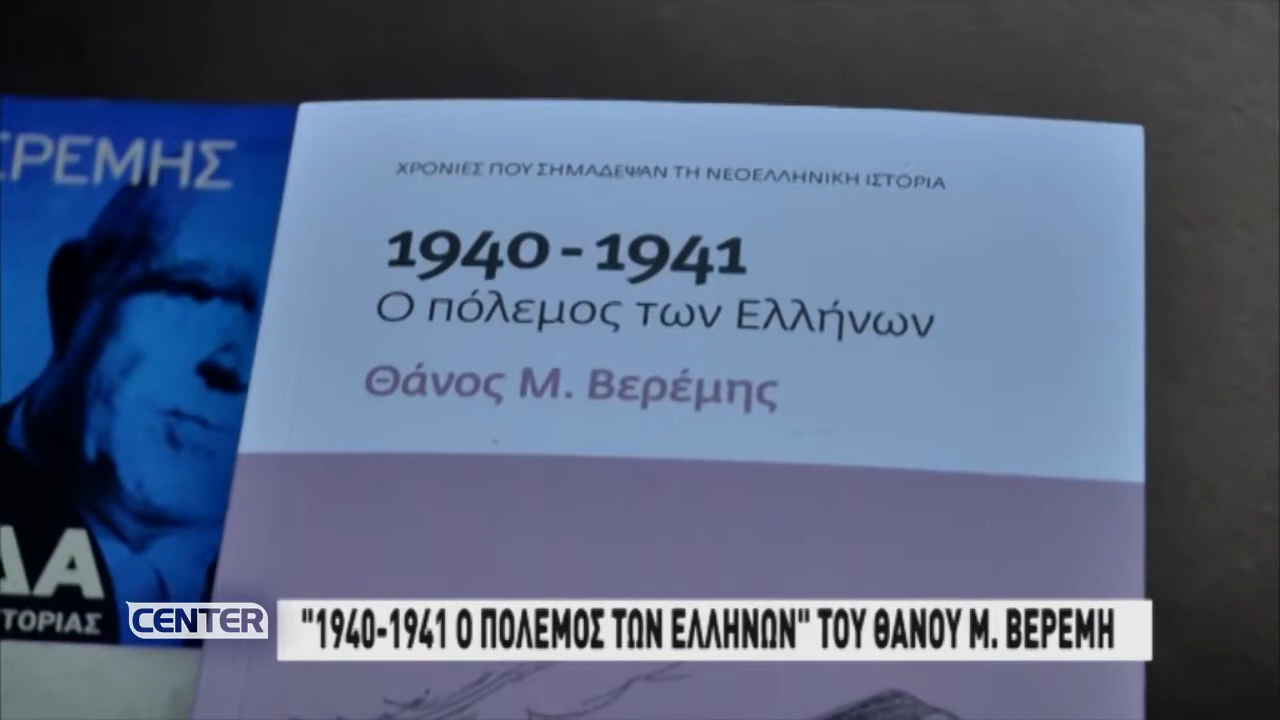 ΕΡΕΜΗΣ
ΔΑ
ΤΟΡΙΑΣ
ΧΡΟΝΙΕΣ ΠΟΥ ΣΗΜΑΔΕΨΑΝ ΤΗ ΝΕΟΕΛΛΗΝΙΚΗ ΙΣΤΟΡΙΑ
1940-1941
Ο πόλεμος των Ελλήνων
Θάνος Μ. Βερέμης
CENTER
"1940-1941 Ο ΠΟΛΕΜΟΣ ΤΩΝ ΕΛΛΗΝΩΝ" ΤΟΥ ΘΑΝΟΥ Μ. ΒΕΡΕΜΗ